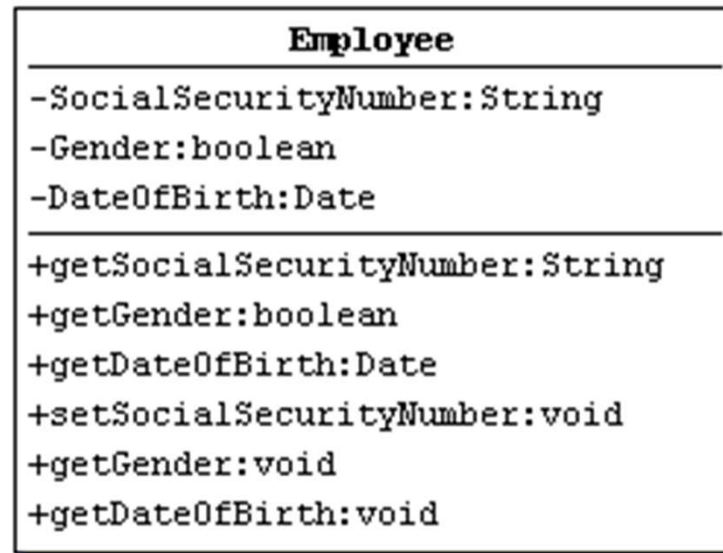 Employee
-SocialSecurityNumber:String
-Gender:boolean
-DateOfBirth:Date
+getSocialSecurityNumber:String
+getGender:boolean
+getDateOfBirth:Date
+setSocialSecurityNumber:void
+getGender:void
+getDateOfBirth:void